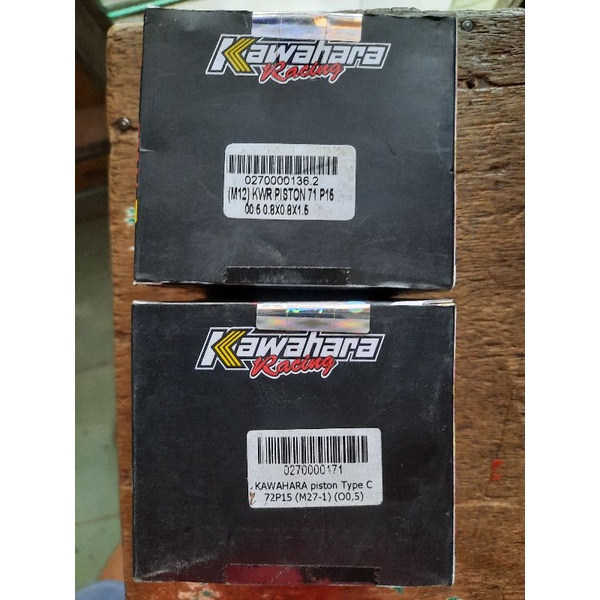 Kawahara
Racing
0270000136.2
(M12) KWR PISTON 71 P15
00.5 0.8X0.8X1.5
Kawahara
Racing
0270000171
KAWAHARA piston Type C
72P15 (M27-1) (O0,5)